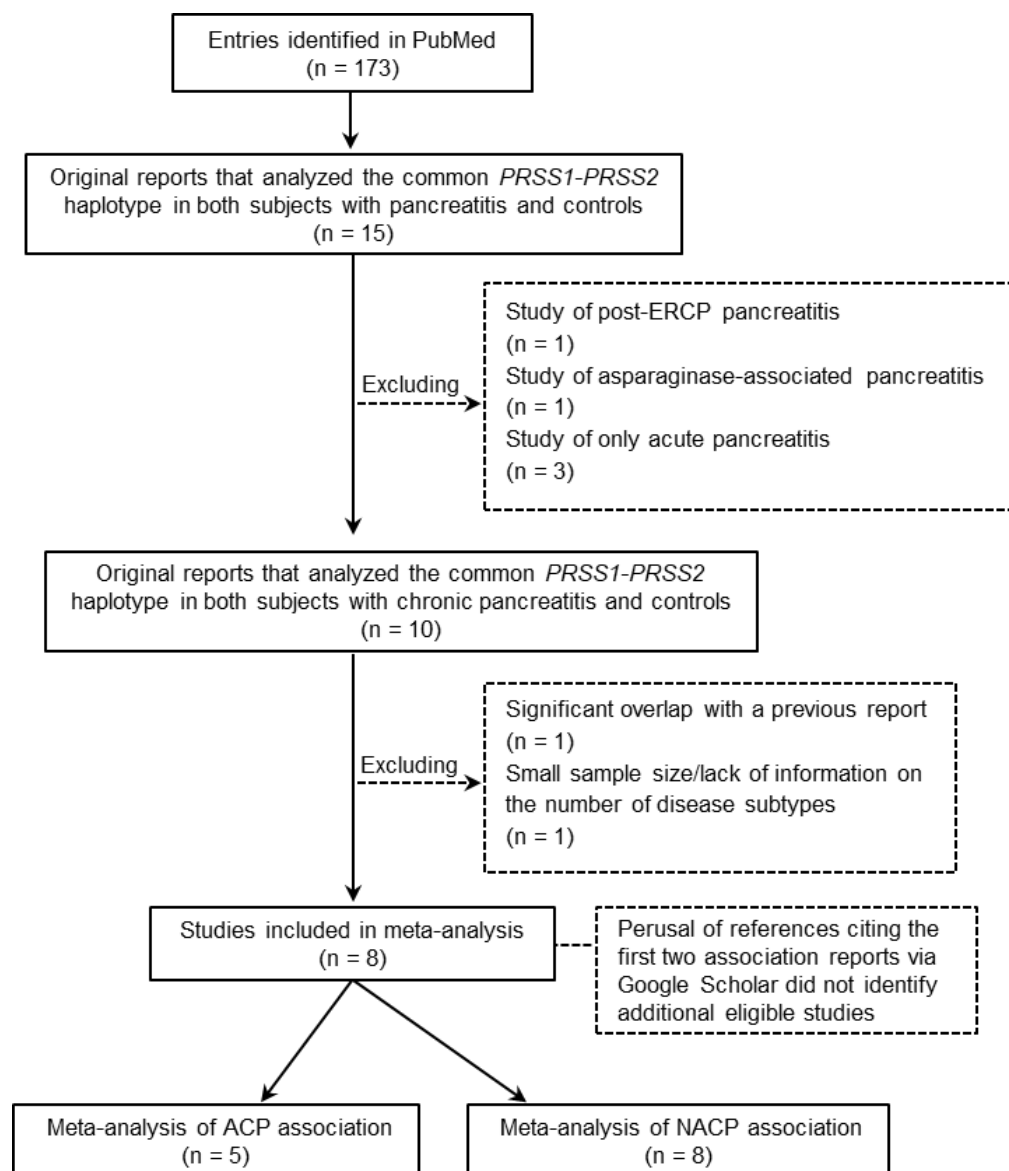 Entries identified in PubMed
(n = 173)
Original reports that analyzed the common PRSS1-PRSS2
haplotype in both subjects with pancreatitis and controls
(n = 15)
Excluding
Study of post-ERCP pancreatitis
(n = 1)
Study of asparaginase-associated pancreatitis
(n = 1)
Study of only acute pancreatitis
(n = 3)
Original reports that analyzed the common PRSS1-PRSS2
haplotype in both subjects with chronic pancreatitis and controls
(n = 10)
Excluding
Significant overlap with a previous report
(n = 1)
Small sample size/lack of information on
the number of disease subtypes
(n = 1)
Studies included in meta-analysis
(n = 8)
Perusal of references citing the
first two association reports via
Google Scholar did not identify
additional eligible studies
Meta-analysis of ACP association
(n = 5)
Meta-analysis of NACP association
(n = 8)